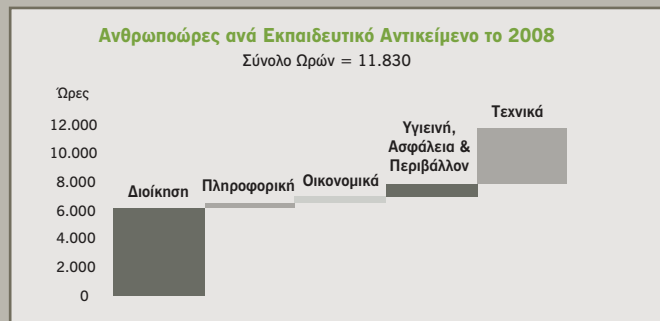 Ανθρωποώρες ανά Εκπαιδευτικό Αντικείμενο το 2008
Σύνολο Ωρών = 11.830
Ώρες
12.000
10.000
8.000
6.000
4.000
2.000
0
Διοίκηση
Πληροφορική
Οικονομικά
Υγιεινή,
Ασφάλεια &
Περιβάλλον
Τεχνικά